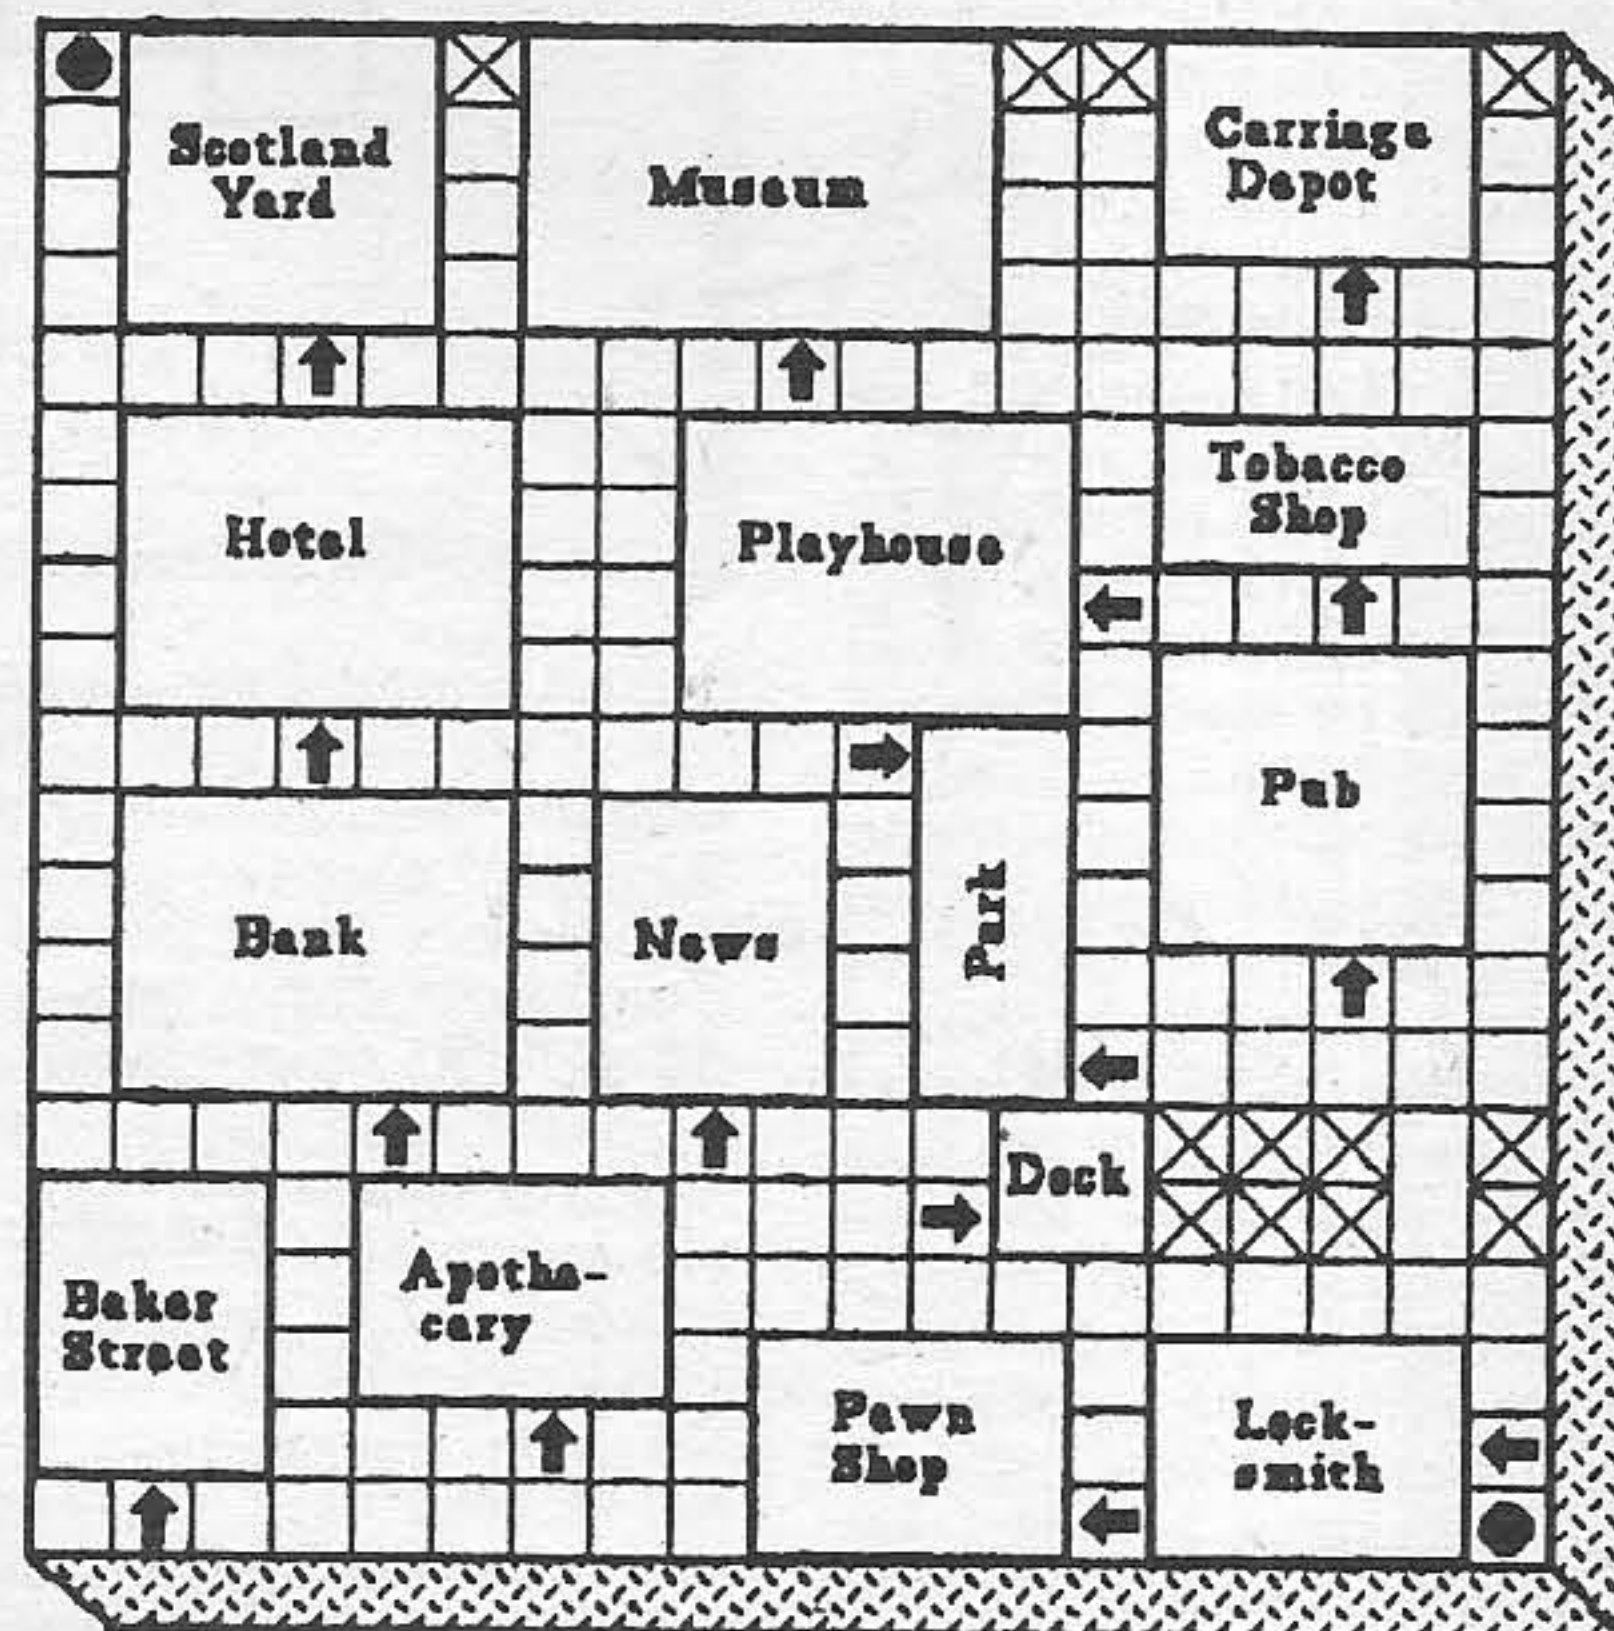 Scotland
Yard
Museum
Carriage
Depot
Hotel
Playhouse
Tobacco
Shop
Bank
News
Park
Pub
Baker
Street
Apothe-
cary
Dock
Pawn
Shop
Lock-
smith